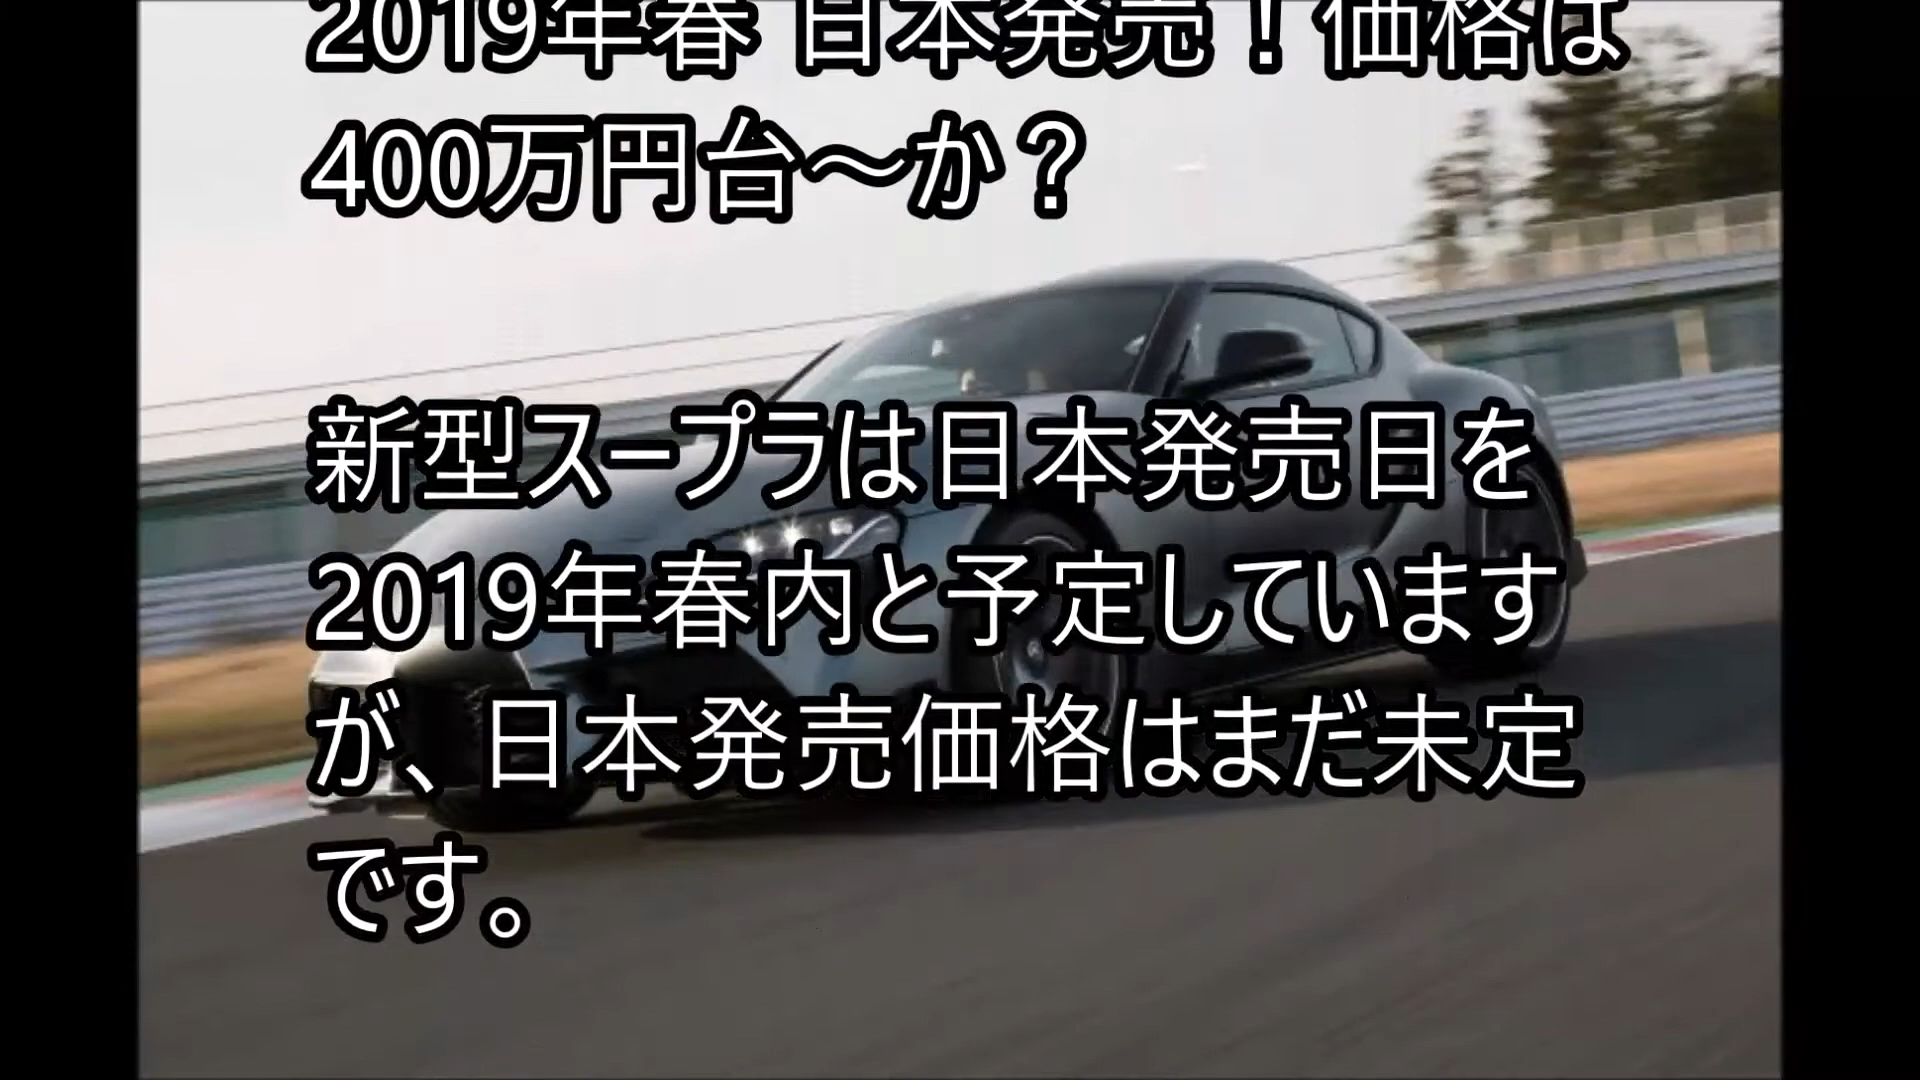 2019年春 日本発売！価格は
400万円台～か？
新型スープラは日本発売日を
2019年春内と予定しています
が、日本発売価格はまだ未定
です。